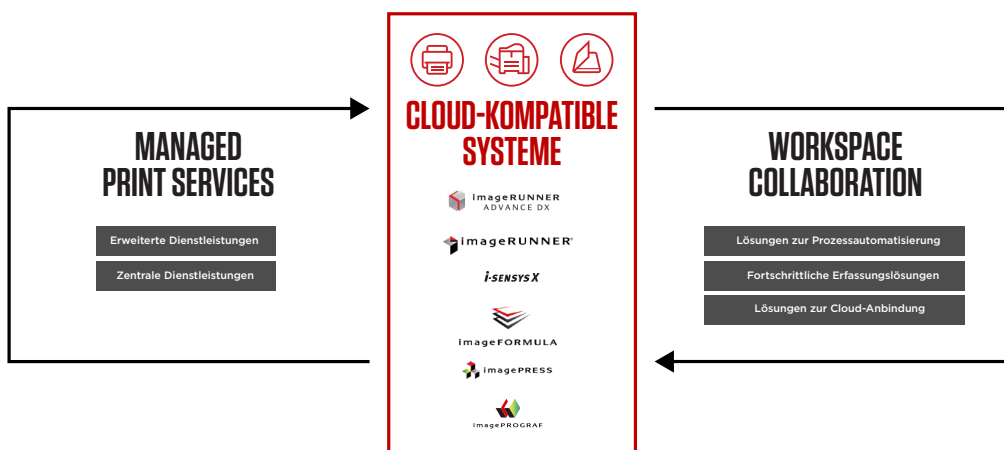 MANAGED
PRINT SERVICES
Erweiterte Dienstleistungen
Zentrale Dienstleistungen
CLOUD-KOMPATIBLE
SYSTEME
imageRUNNER
ADVANCE DX
imageRUNNER®
i-SENSYS X
imageFORMULA
imagePRESS
imagePROGRAF
WORKSPACE
COLLABORATION
Lösungen zur Prozessautomatisierung
Fortschrittliche Erfassungslösungen
Lösungen zur Cloud-Anbindung